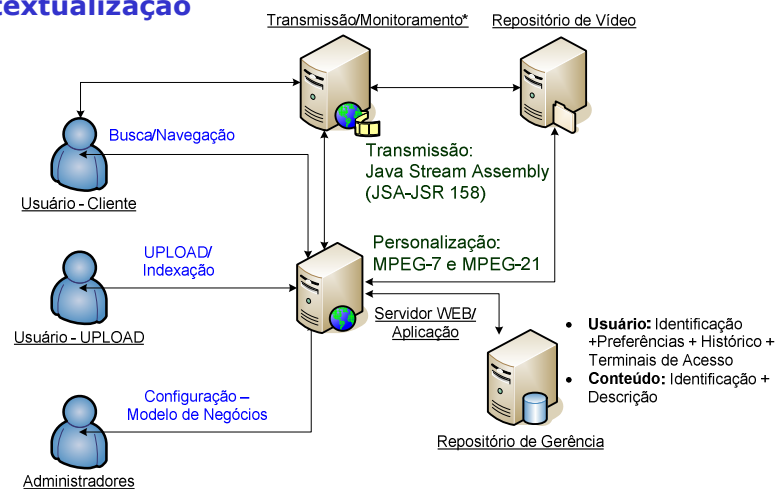 textualização
Transmissão/Monitoramento*
Repositório de Vídeo
Busca/Navegação
Transmissão:
Java Stream Assembly
(JSA-JSR 158)
Usuário - Cliente
Personalização:
MPEG-7 e MPEG-21
UPLOAD/
Indexação
Servidor WEB/
Aplicação
Usuário - UPLOAD
• Usuário: Identificação
+Preferências + Histórico +
Terminais de Acesso
• Conteúdo: Identificação +
Descrição
Configuração –
Modelo de Negócios
Repositório de Gerência
Administradores